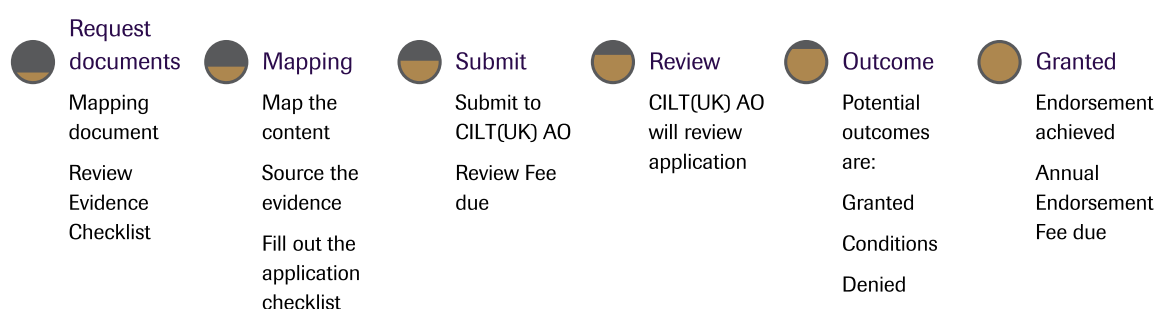 Request
documents
Mapping
document
Review
Evidence
Checklist
Mapping
Map the
content
Source the
evidence
Fill out the
application
checklist
Submit
Submit to
CILT(UK) AO
Review Fee
due
Review
CILT(UK) AO
will review
application
Outcome
Potential
outcomes
are:
Granted
Conditions
Denied
Granted
Endorsement
achieved
Annual
Endorsement
Fee due